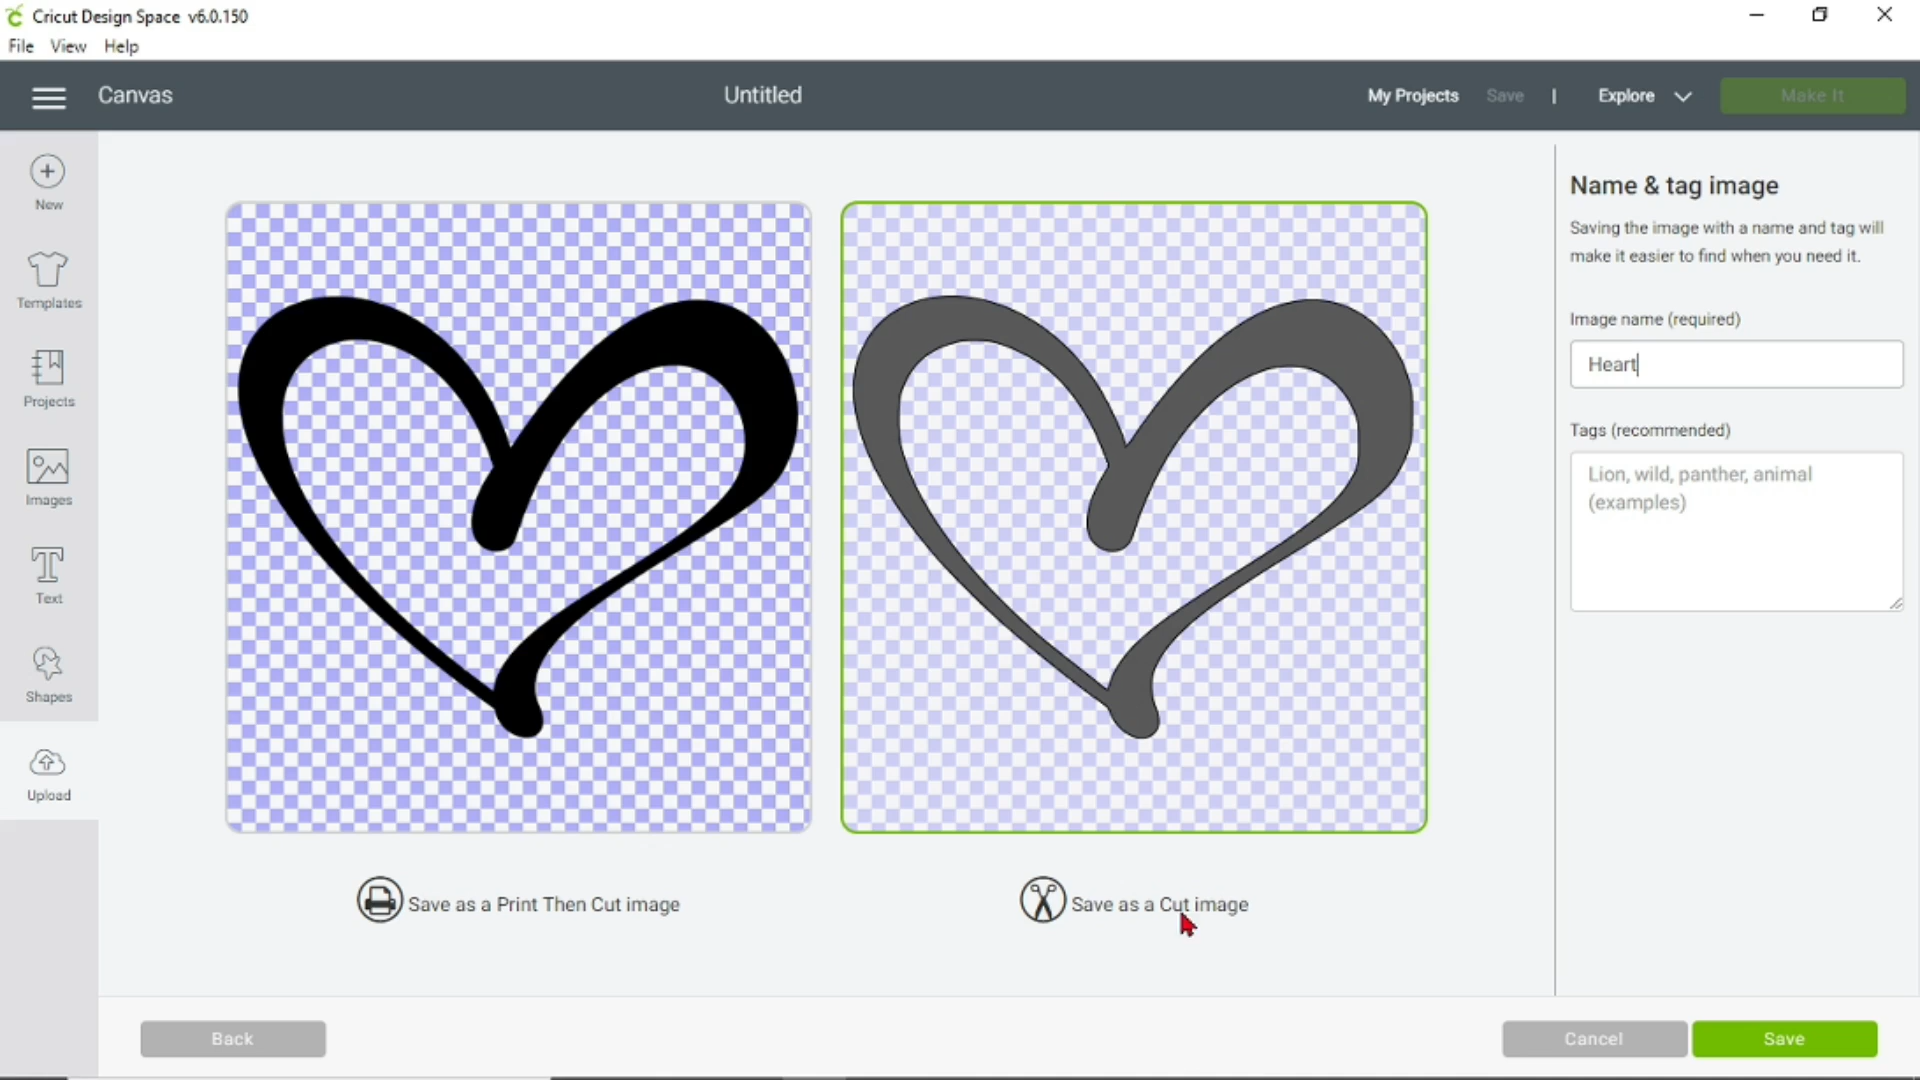 Cricut Design Space v6.0.150
File View Help
Canvas
Untitled
My Projects Save | Explore Make It
New
Templates
Projects
Images
Text
Shapes
Upload
Save as a Print Then Cut image
Save as a Cut image
Name & tag image
Saving the image with a name and tag will
make it easier to find when you need it.
Image name (required)
Heart
Tags (recommended)
Lion, wild, panther, animal
(examples)
Back
Cancel
Save